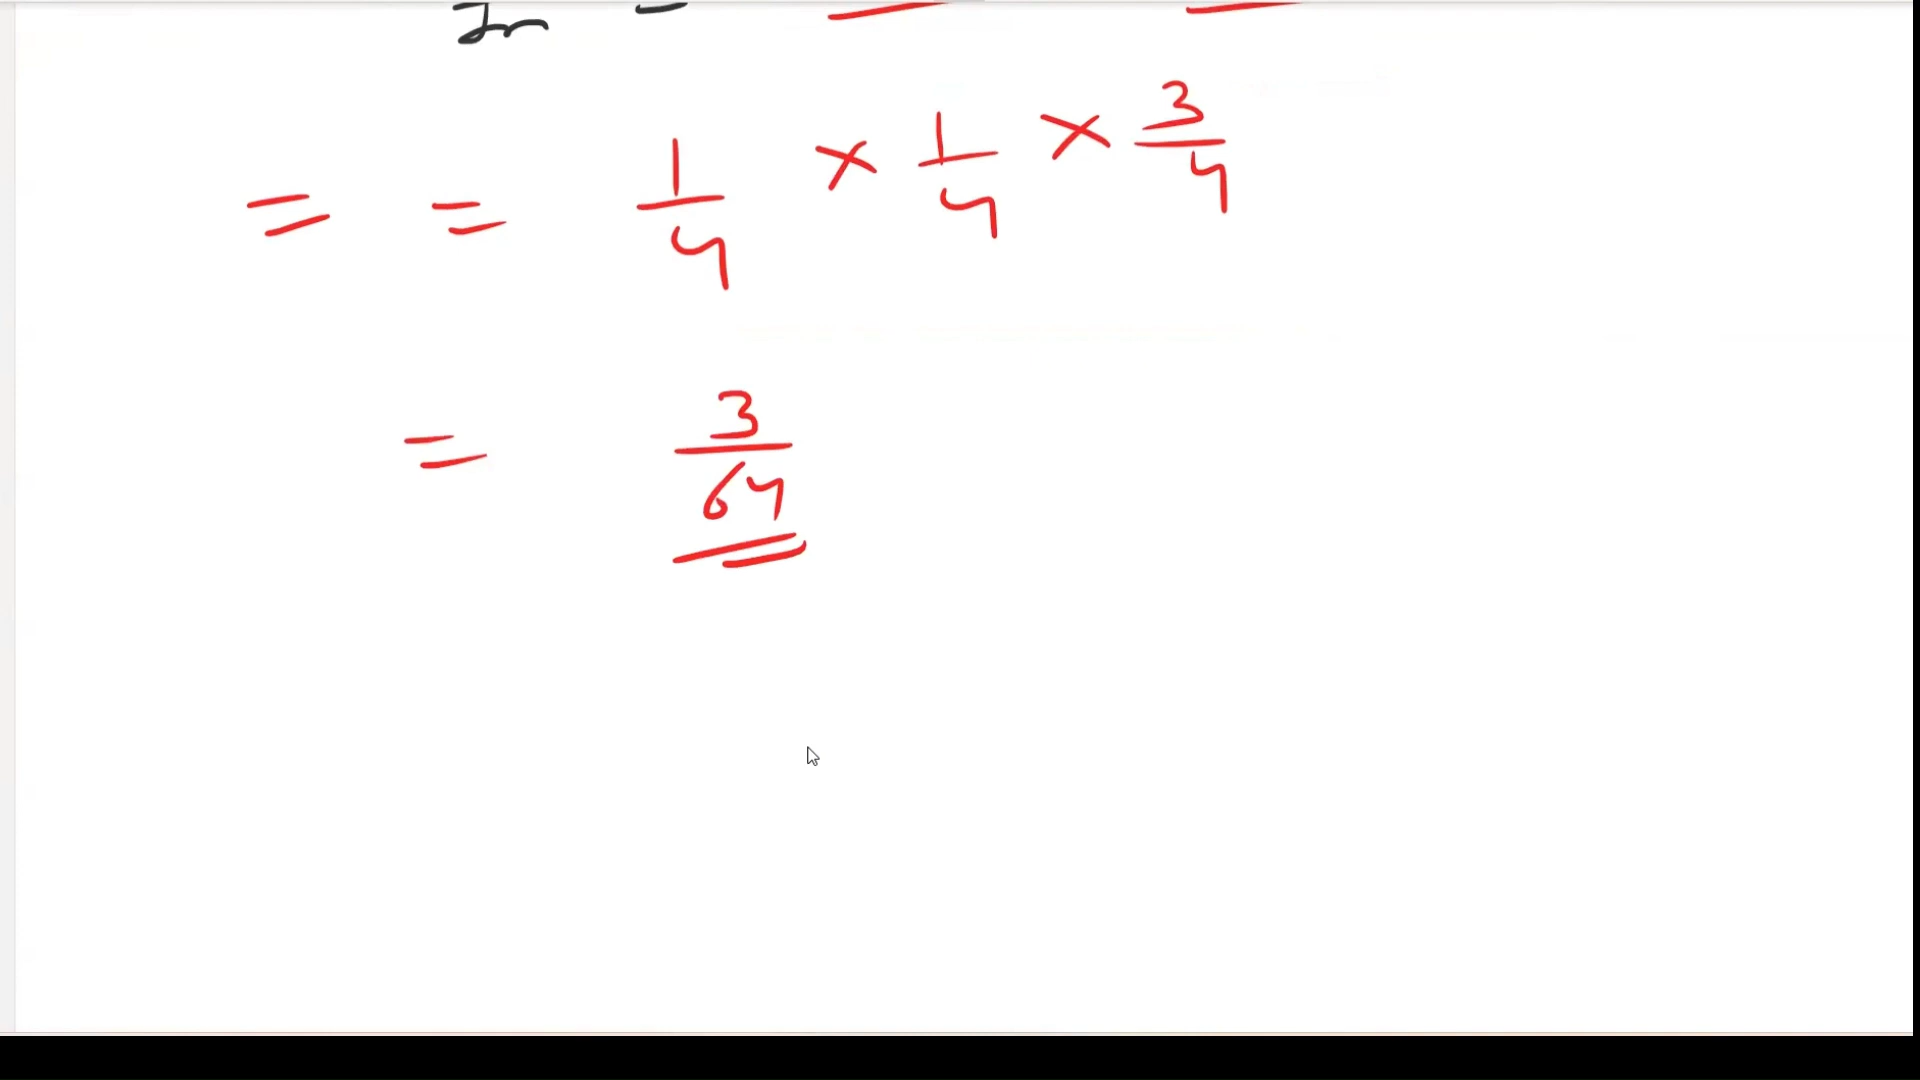 = = 1/4 × 1/4 × 3/4
= 3/64